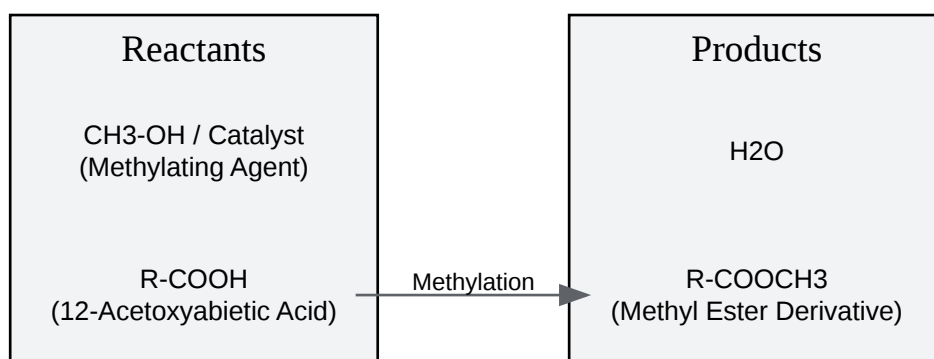 Reactants
CH3-OH / Catalyst
(Methylating Agent)
R-COOH
(12-Acetoxyabietic Acid)
Methylation
Products
H2O
R-COOCH3
(Methyl Ester Derivative)